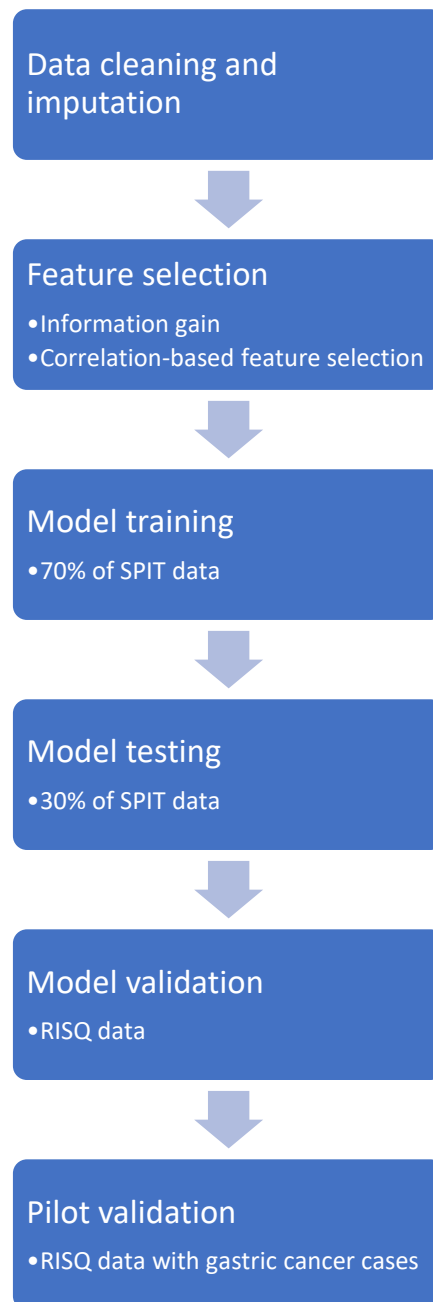 Data cleaning and
imputation
Feature selection
•Information gain
•Correlation-based feature selection
Model training
•70% of SPIT data
Model testing
•30% of SPIT data
Model validation
•RISQ data
Pilot validation
•RISQ data with gastric cancer cases